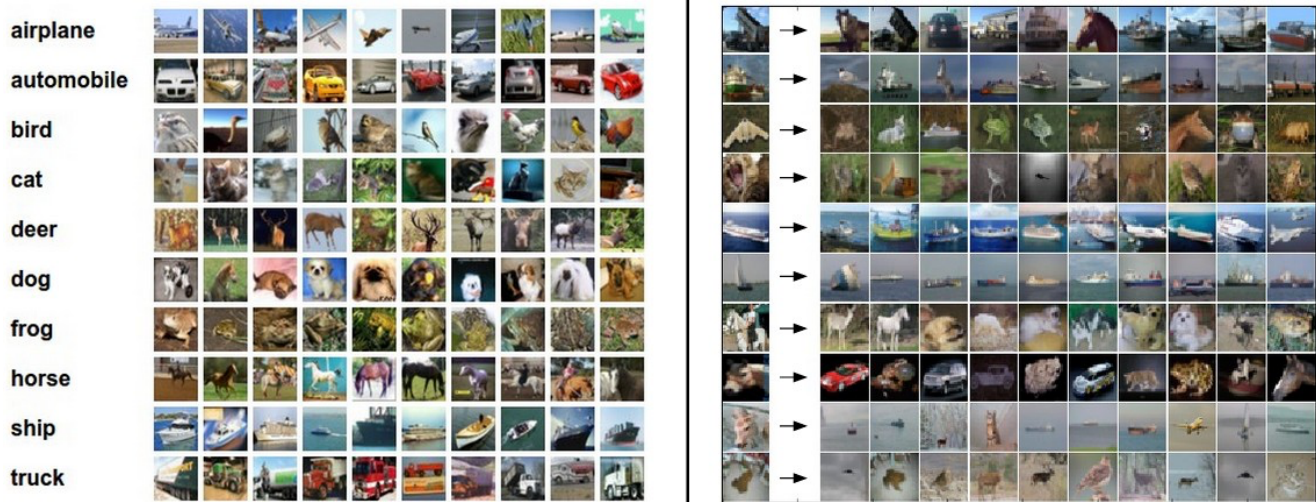 airplane
automobile
bird
cat
deer
dog
frog
horse
ship
truck